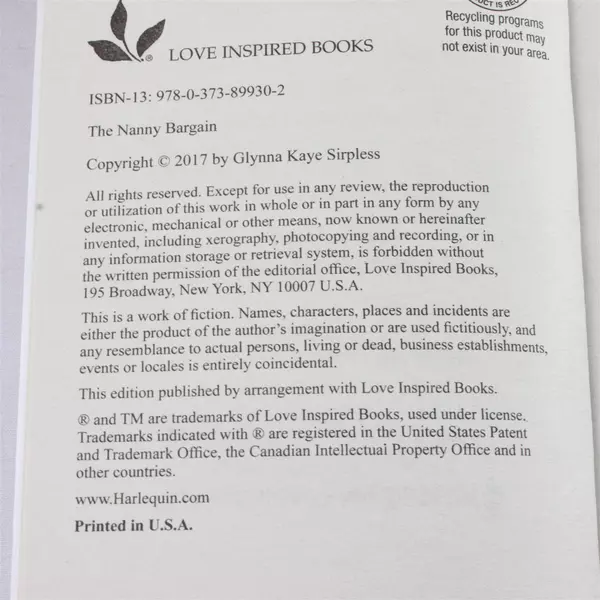 LOVE INSPIRED BOOKS
Recycling programs
for this product may
not exist in your area.
ISBN-13: 978-0-373-89930-2
The Nanny Bargain
Copyright © 2017 by Glynna Kaye Sirpless
All rights reserved. Except for use in any review, the reproduction
or utilization of this work in whole or in part in any form by any
electronic, mechanical or other means, now known or hereinafter
invented, including xerography, photocopying and recording, or in
any information storage or retrieval system, is forbidden without
the written permission of the editorial office, Love Inspired Books,
195 Broadway, New York, NY 10007 U.S.A.
This is a work of fiction. Names, characters, places and incidents are
either the product of the author's imagination or are used fictitiously, and
any resemblance to actual persons, living or dead, business establishments,
events or locales is entirely coincidental.
This edition published by arrangement with Love Inspired Books.
® and TM are trademarks of Love Inspired Books, used under license.
Trademarks indicated with ® are registered in the United States Patent
and Trademark Office, the Canadian Intellectual Property Office and in
other countries.
www.Harlequin.com
Printed in U.S.A.